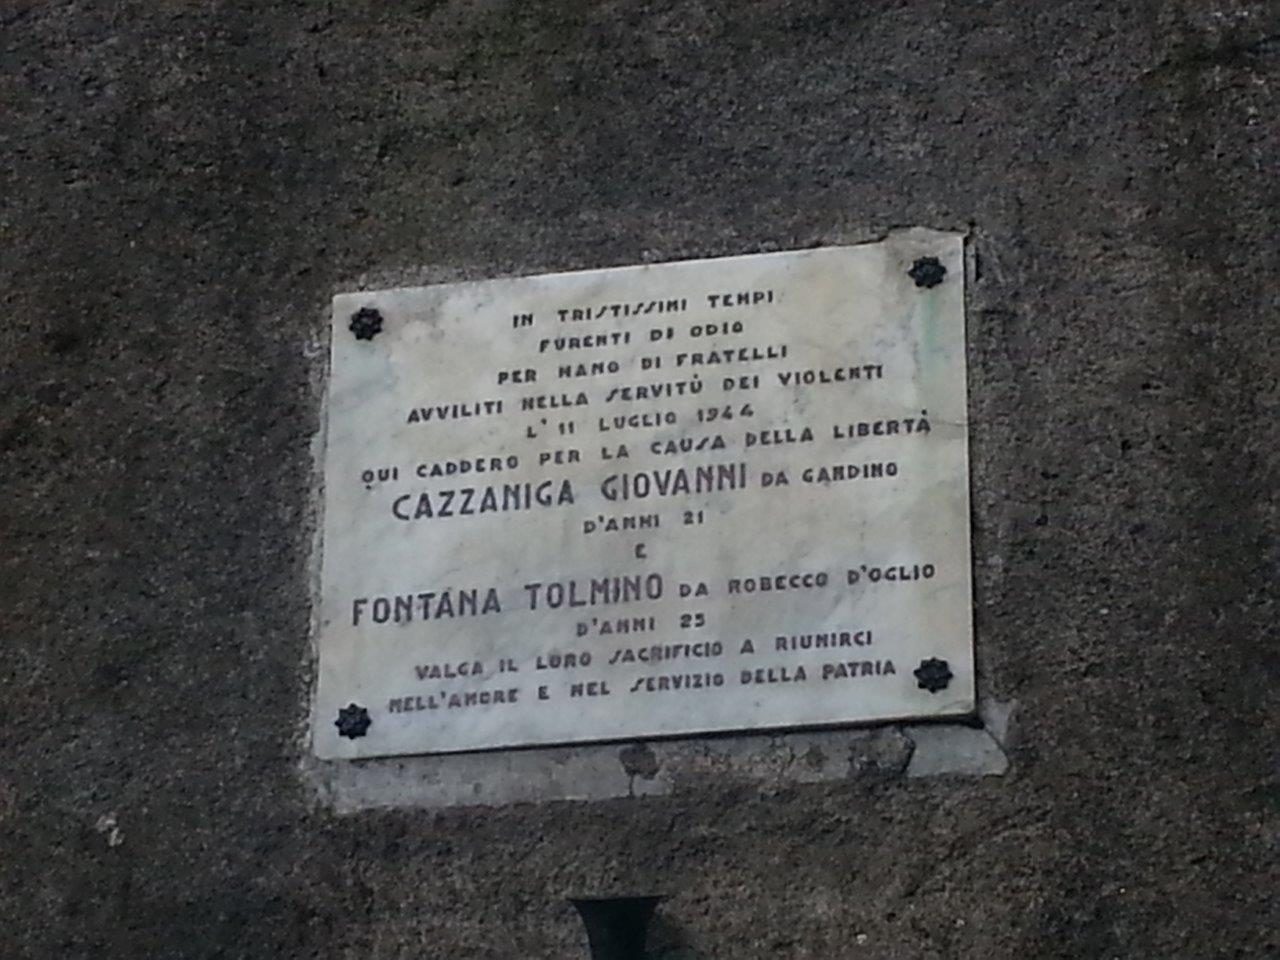 IN TRISTISSIMI TEMPI
FURENTI DI ODIO
PER MANO DI FRATELLI
AVVILITI NELLA SERVITÙ DEI VIOLENTI
L'11 LUGLIO 1944
QUI CADDERO PER LA CAUSA DELLA LIBERTÀ
CAZZANIGA GIOVANNI DA GANDINO
D'ANNI 21
E
FONTANA TOLMINO DA ROBECCO D'OGLIO
D'ANNI 25
VALGA IL LORO SACRIFICIO A RIUNIRCI
NELL'AMORE E NEL SERVIZIO DELLA PATRIA